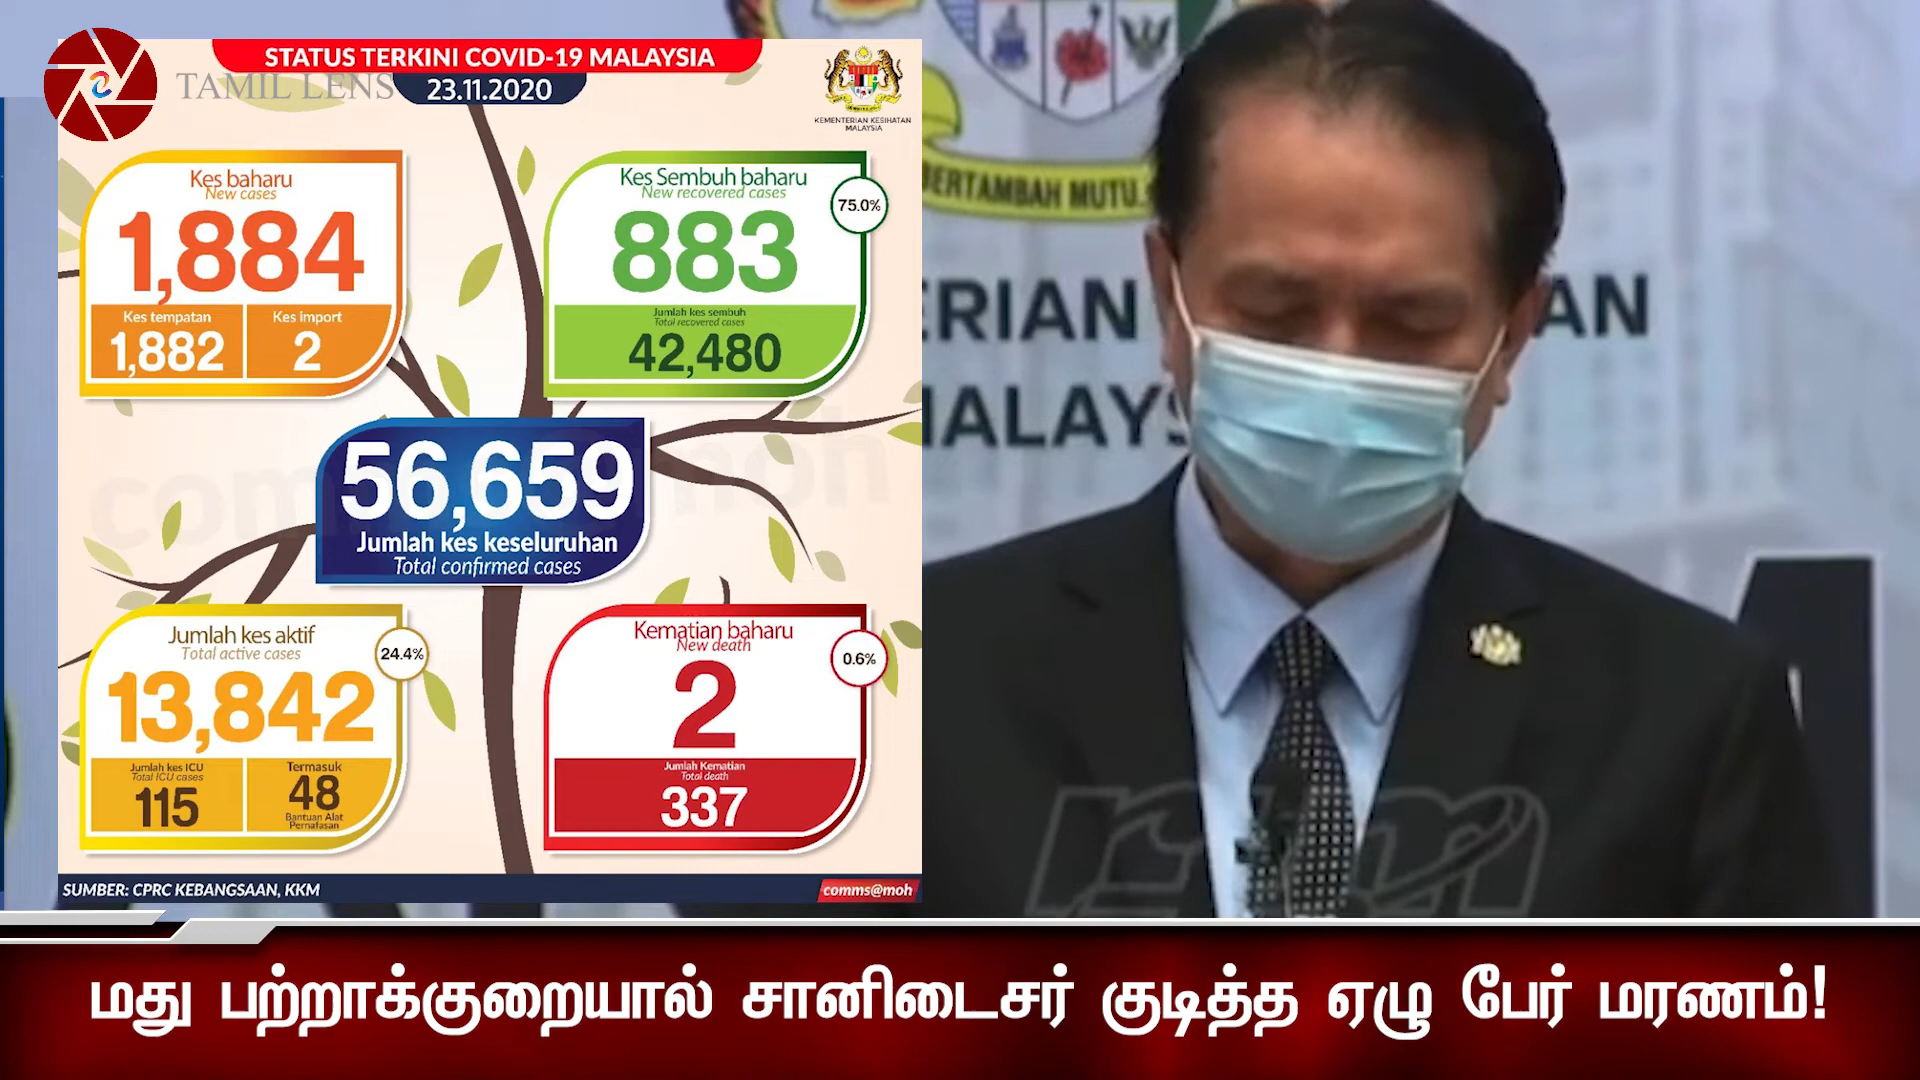 TAMIL LENS
STATUS TERKINI COVID-19 MALAYSIA
23.11.2020
KEMENTERIAN KESIHATAN
MALAYSIA
Kes baharu
New cases
1,884
Kes tempatan
1,882
Kes import
2
Kes Sembuh baharu
New recovered cases
75.0%
883
Jumlah kes sembuh
Total recovered cases
42,480
56,659
Jumlah kes keseluruhan
Total confirmed cases
Jumlah kes aktif
Total active cases
24.4%
13,842
Jumlah kes ICU
Total ICU cases
115
Termasuk
48
Bantuan Alat
Pernafasan
Kematian baharu
New death
0.6%
2
Jumlah Kematian
Total death
337
SUMBER: CPRC KEBANGSAAN, KKM
comms@moh
BERTAMBAH MUTU
ERIAN AN
MALAYS
மது பற்றாக்குறையால் சானிடைசர் குடித்த ஏழு பேர் மரணம்!